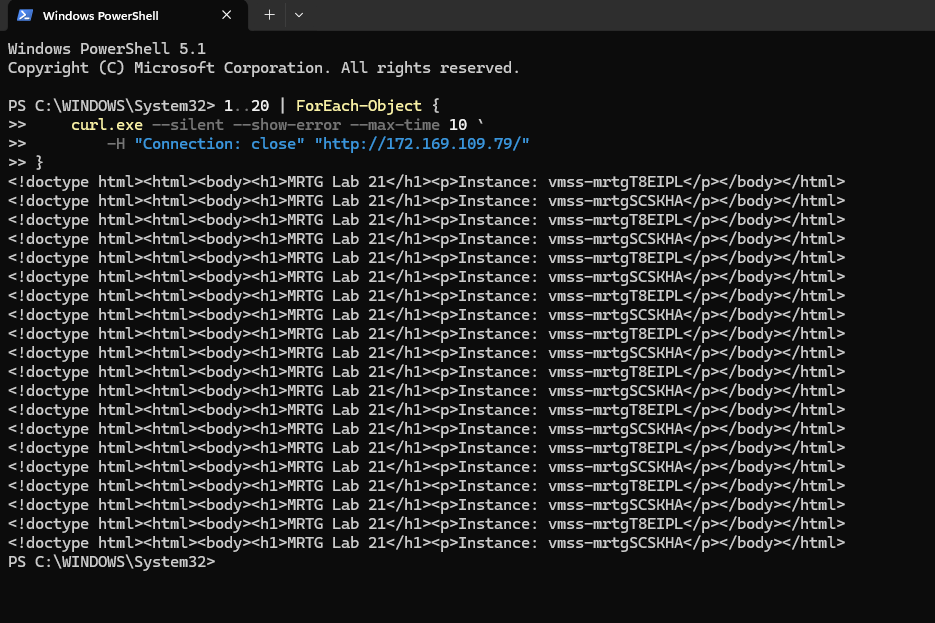 Windows PowerShell
Windows PowerShell 5.1
Copyright (C) Microsoft Corporation. All rights reserved.
PS C:\WINDOWS\System32> 1..20 | ForEach-Object {
>>     curl.exe --silent --show-error --max-time 10 `
>>         -H "Connection: close" "http://172.169.109.79/"
>> }
<!doctype html><html><body><h1>MRTG Lab 21</h1><p>Instance: vmss-mrtgT8EIPL</p></body></html>
<!doctype html><html><body><h1>MRTG Lab 21</h1><p>Instance: vmss-mrtgSCSKHA</p></body></html>
<!doctype html><html><body><h1>MRTG Lab 21</h1><p>Instance: vmss-mrtgT8EIPL</p></body></html>
<!doctype html><html><body><h1>MRTG Lab 21</h1><p>Instance: vmss-mrtgSCSKHA</p></body></html>
<!doctype html><html><body><h1>MRTG Lab 21</h1><p>Instance: vmss-mrtgT8EIPL</p></body></html>
<!doctype html><html><body><h1>MRTG Lab 21</h1><p>Instance: vmss-mrtgSCSKHA</p></body></html>
<!doctype html><html><body><h1>MRTG Lab 21</h1><p>Instance: vmss-mrtgT8EIPL</p></body></html>
<!doctype html><html><body><h1>MRTG Lab 21</h1><p>Instance: vmss-mrtgSCSKHA</p></body></html>
<!doctype html><html><body><h1>MRTG Lab 21</h1><p>Instance: vmss-mrtgT8EIPL</p></body></html>
<!doctype html><html><body><h1>MRTG Lab 21</h1><p>Instance: vmss-mrtgSCSKHA</p></body></html>
<!doctype html><html><body><h1>MRTG Lab 21</h1><p>Instance: vmss-mrtgT8EIPL</p></body></html>
<!doctype html><html><body><h1>MRTG Lab 21</h1><p>Instance: vmss-mrtgSCSKHA</p></body></html>
<!doctype html><html><body><h1>MRTG Lab 21</h1><p>Instance: vmss-mrtgT8EIPL</p></body></html>
<!doctype html><html><body><h1>MRTG Lab 21</h1><p>Instance: vmss-mrtgSCSKHA</p></body></html>
<!doctype html><html><body><h1>MRTG Lab 21</h1><p>Instance: vmss-mrtgT8EIPL</p></body></html>
<!doctype html><html><body><h1>MRTG Lab 21</h1><p>Instance: vmss-mrtgSCSKHA</p></body></html>
<!doctype html><html><body><h1>MRTG Lab 21</h1><p>Instance: vmss-mrtgT8EIPL</p></body></html>
<!doctype html><html><body><h1>MRTG Lab 21</h1><p>Instance: vmss-mrtgSCSKHA</p></body></html>
<!doctype html><html><body><h1>MRTG Lab 21</h1><p>Instance: vmss-mrtgT8EIPL</p></body></html>
<!doctype html><html><body><h1>MRTG Lab 21</h1><p>Instance: vmss-mrtgSCSKHA</p></body></html>
PS C:\WINDOWS\System32>